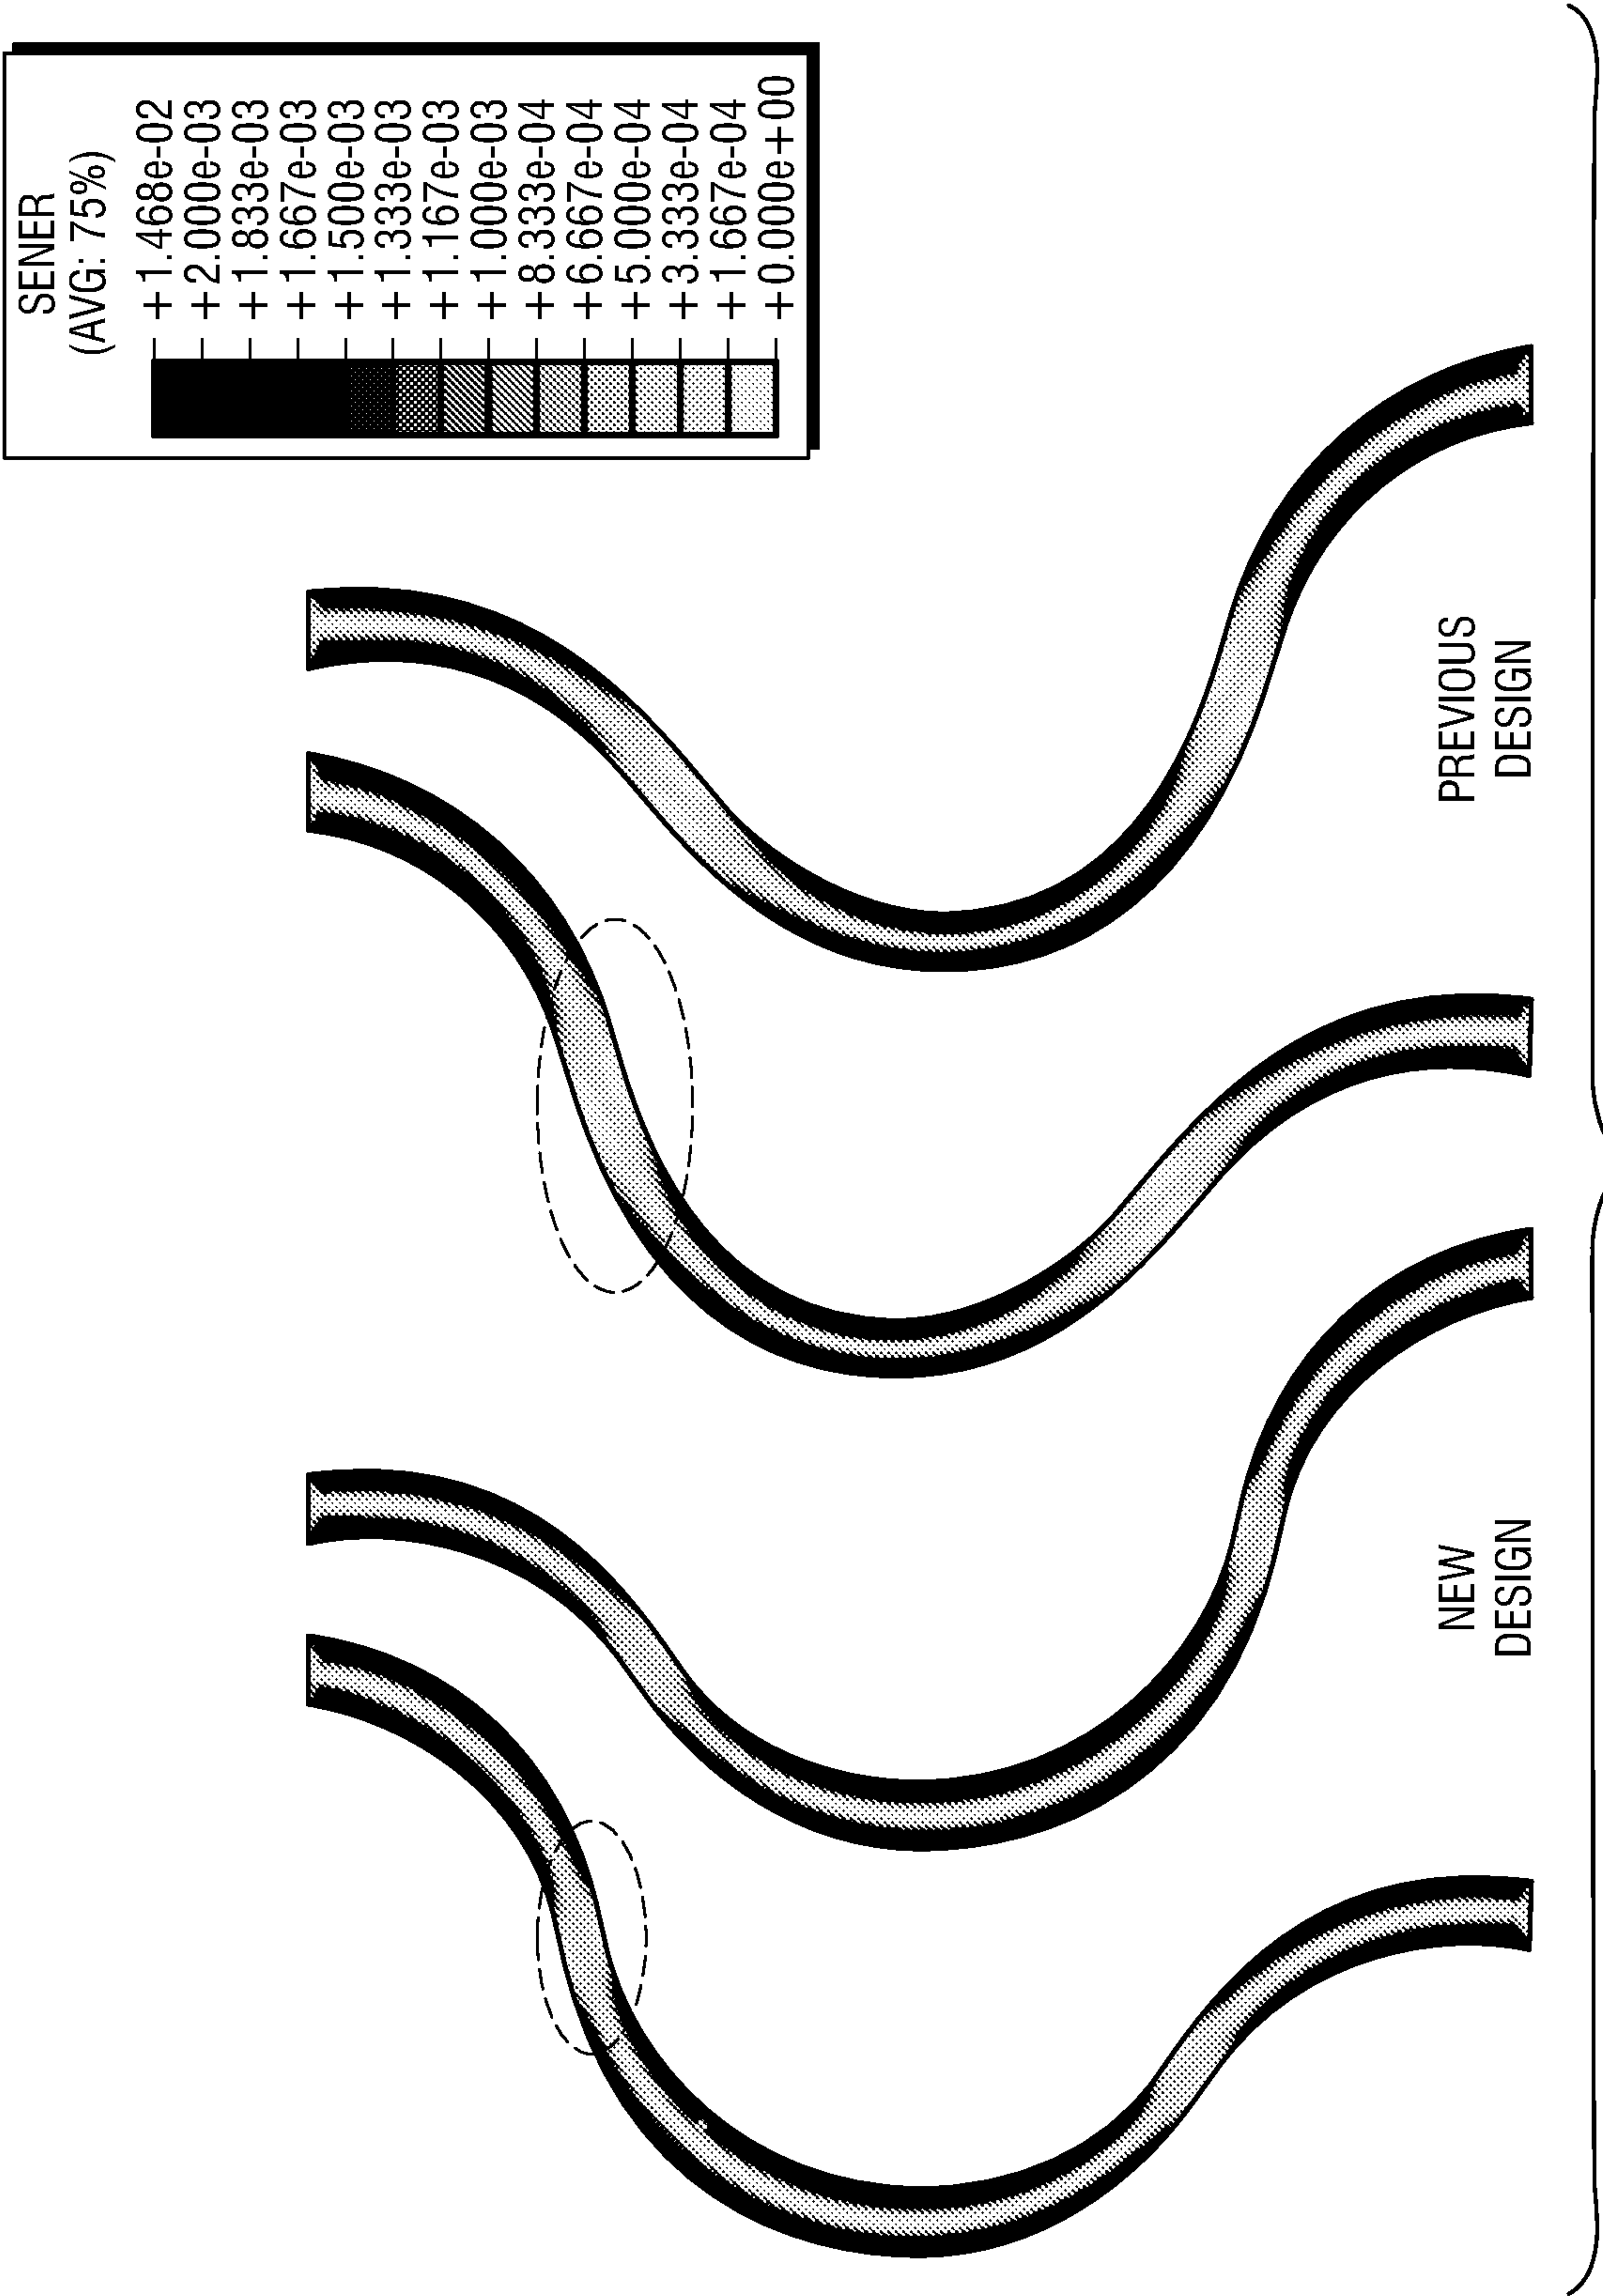 SENER
(AVG: 75%)
+1.468e-02
+2.000e-03
+1.833e-03
+1.667e-03
+1.500e-03
+1.333e-03
+1.167e-03
+1.000e-03
+8.333e-04
+6.667e-04
+5.000e-04
+3.333e-04
+1.667e-04
+0.000e+00
NEW
DESIGN
PREVIOUS
DESIGN